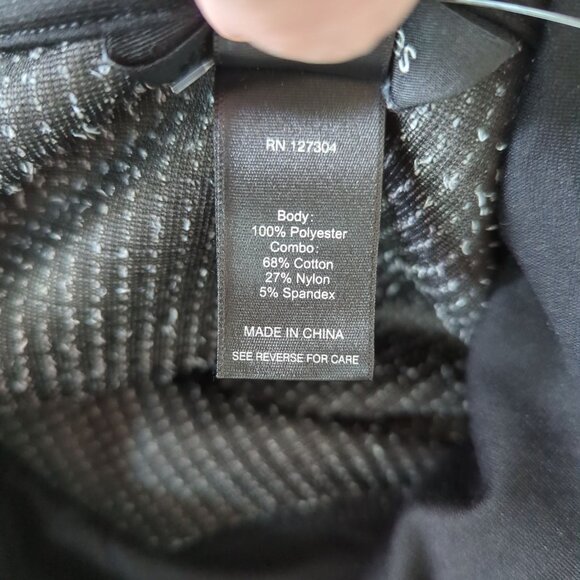 RN 127304
Body:
100% Polyester
Combo:
68% Cotton
27% Nylon
5% Spandex
MADE IN CHINA
SEE REVERSE FOR CARE